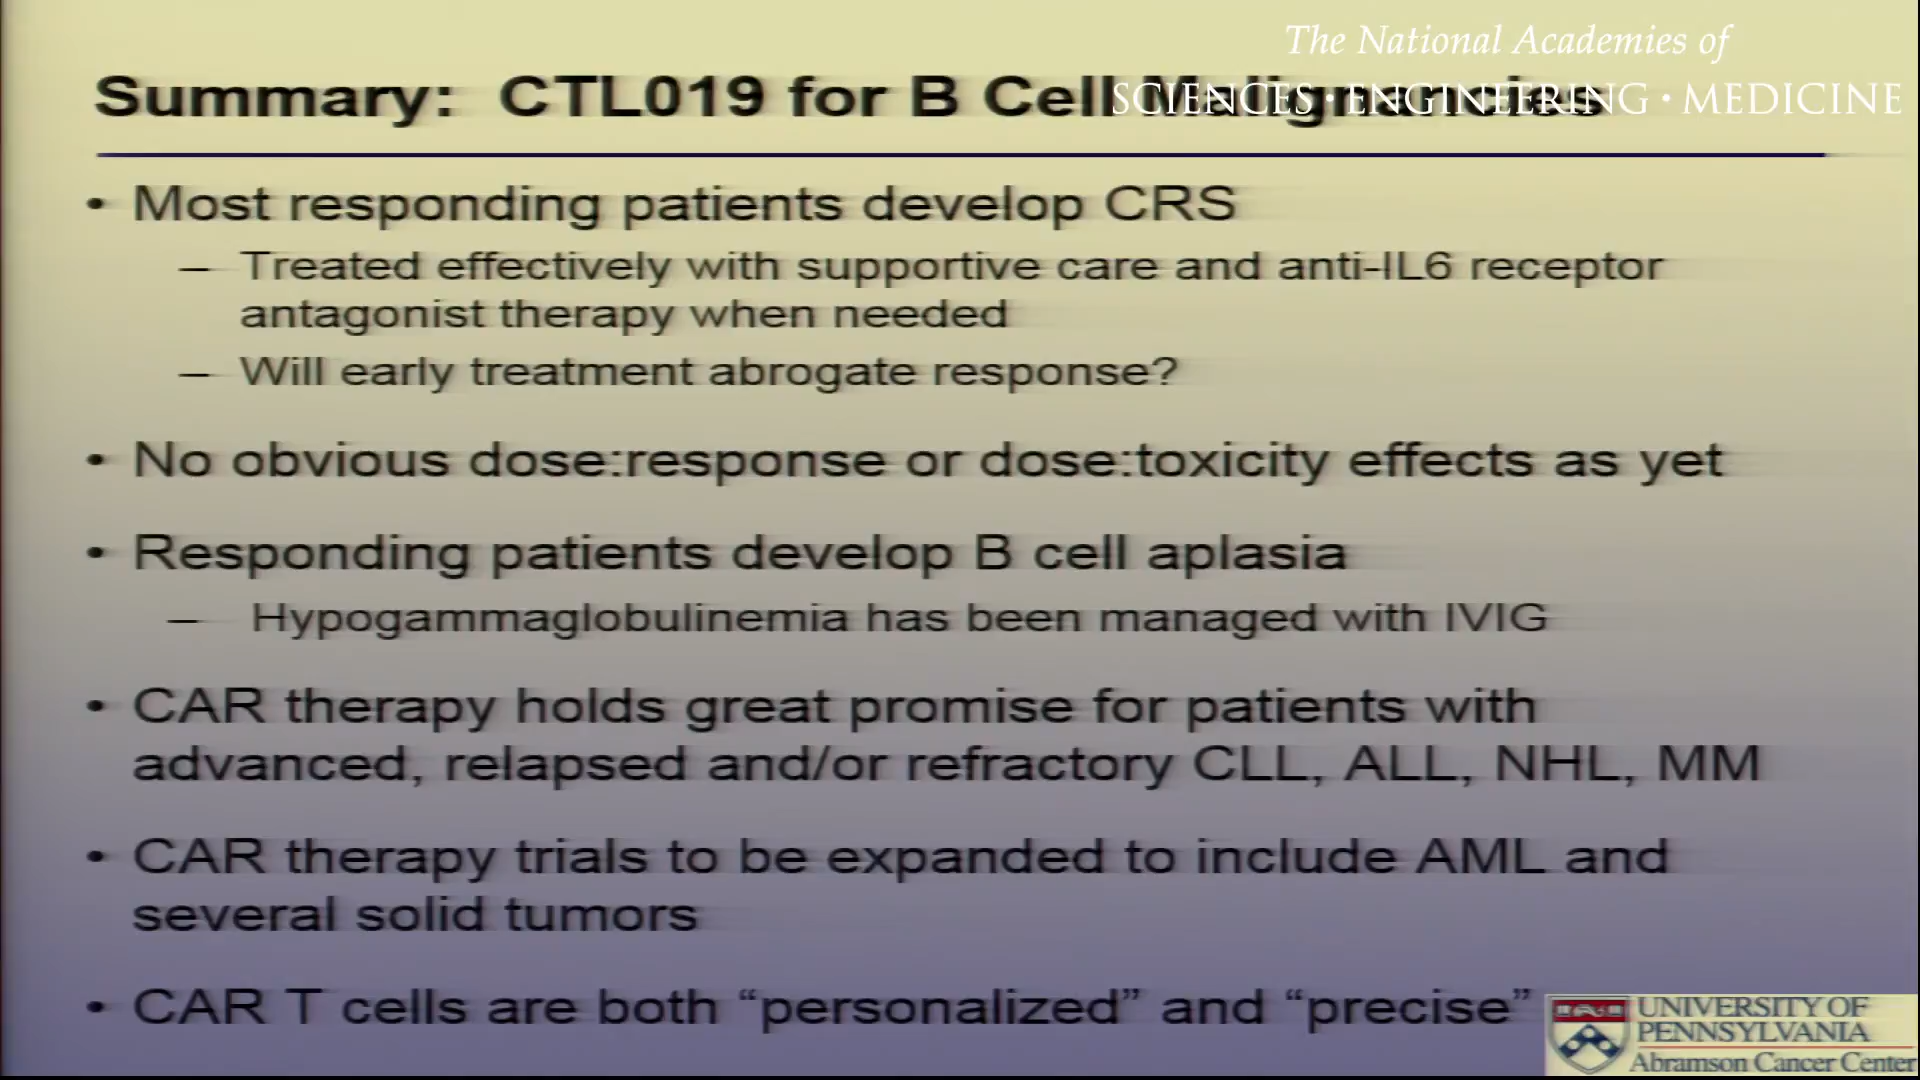 The National Academies of
SCIENCES • ENGINEERING • MEDICINE
Summary: CTL019 for B Cell Malignancies
• Most responding patients develop CRS
– Treated effectively with supportive care and anti-IL6 receptor
antagonist therapy when needed
– Will early treatment abrogate response?
• No obvious dose:response or dose:toxicity effects as yet
• Responding patients develop B cell aplasia
– Hypogammaglobulinemia has been managed with IVIG
• CAR therapy holds great promise for patients with
advanced, relapsed and/or refractory CLL, ALL, NHL, MM
• CAR therapy trials to be expanded to include AML and
several solid tumors
• CAR T cells are both “personalized” and “precise”
UNIVERSITY OF
PENNSYLVANIA
Abramson Cancer Center